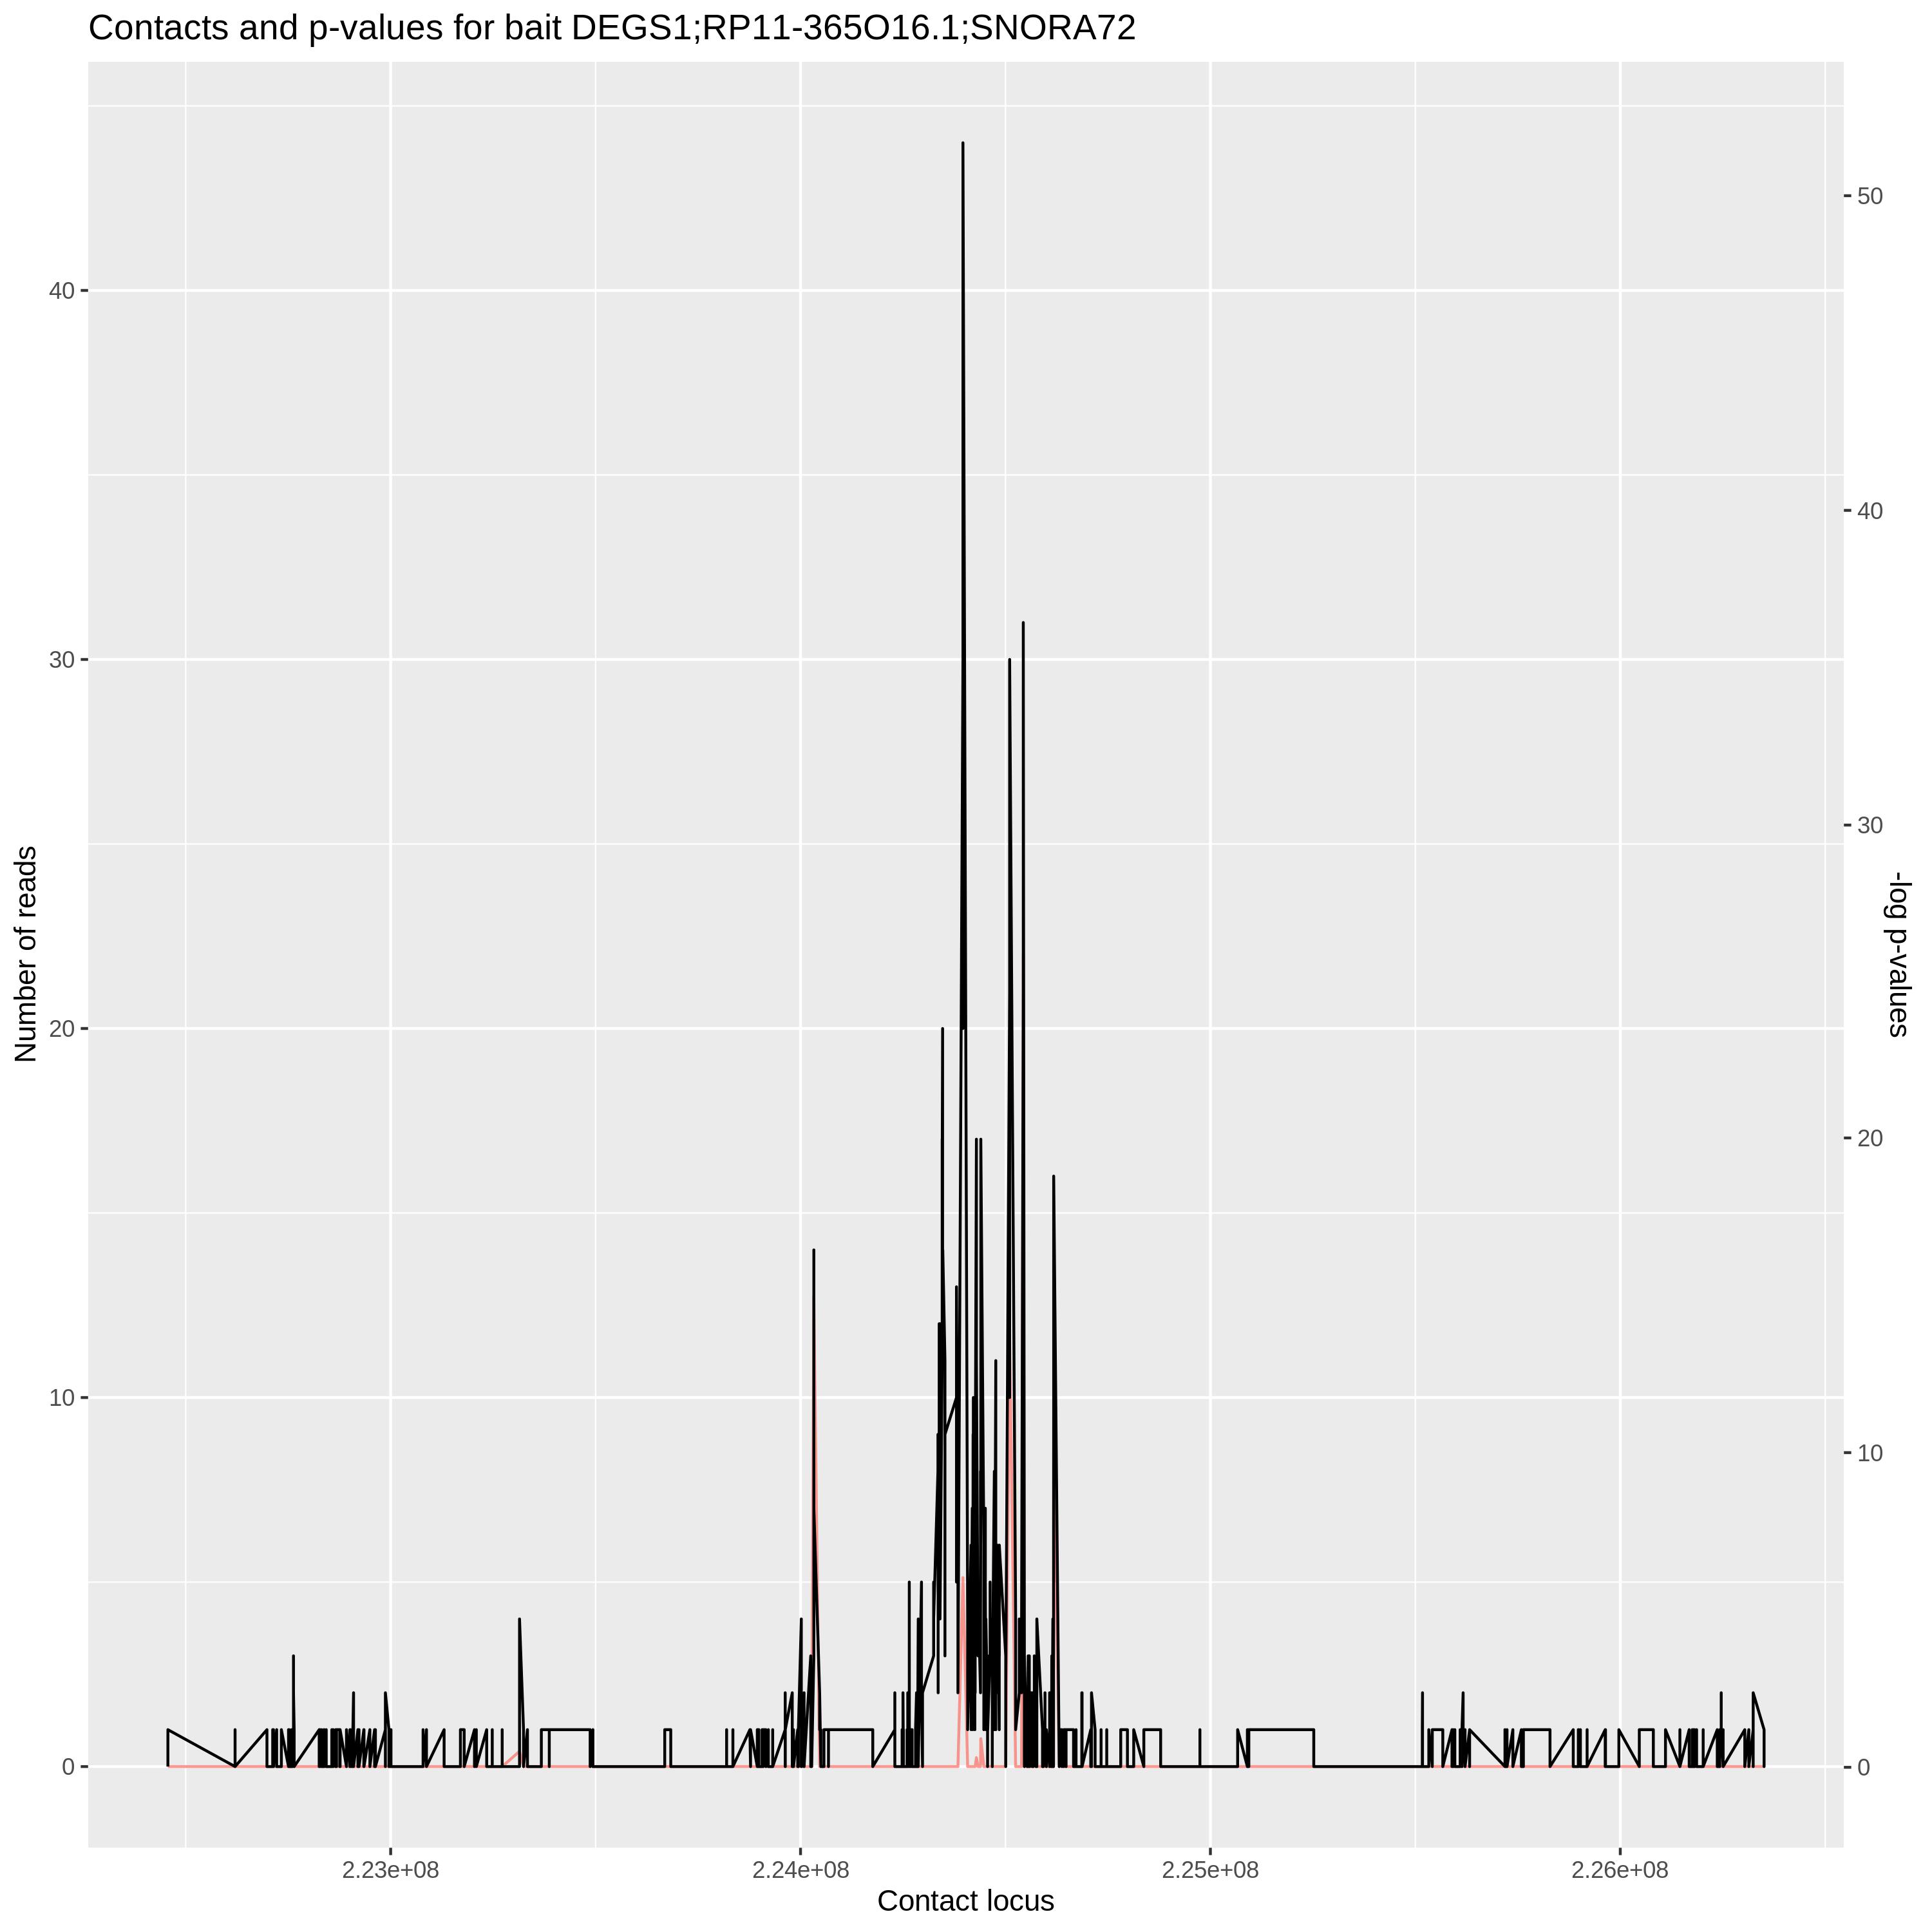 Contacts and p-values for bait DEGS1;RP11-365O16.1;SNORA72
Number of reads
40
30
20
10
0
50
40
30
20
10
0
-log p-values
2.23e+08 2.24e+08 2.25e+08 2.26e+08
Contact locus